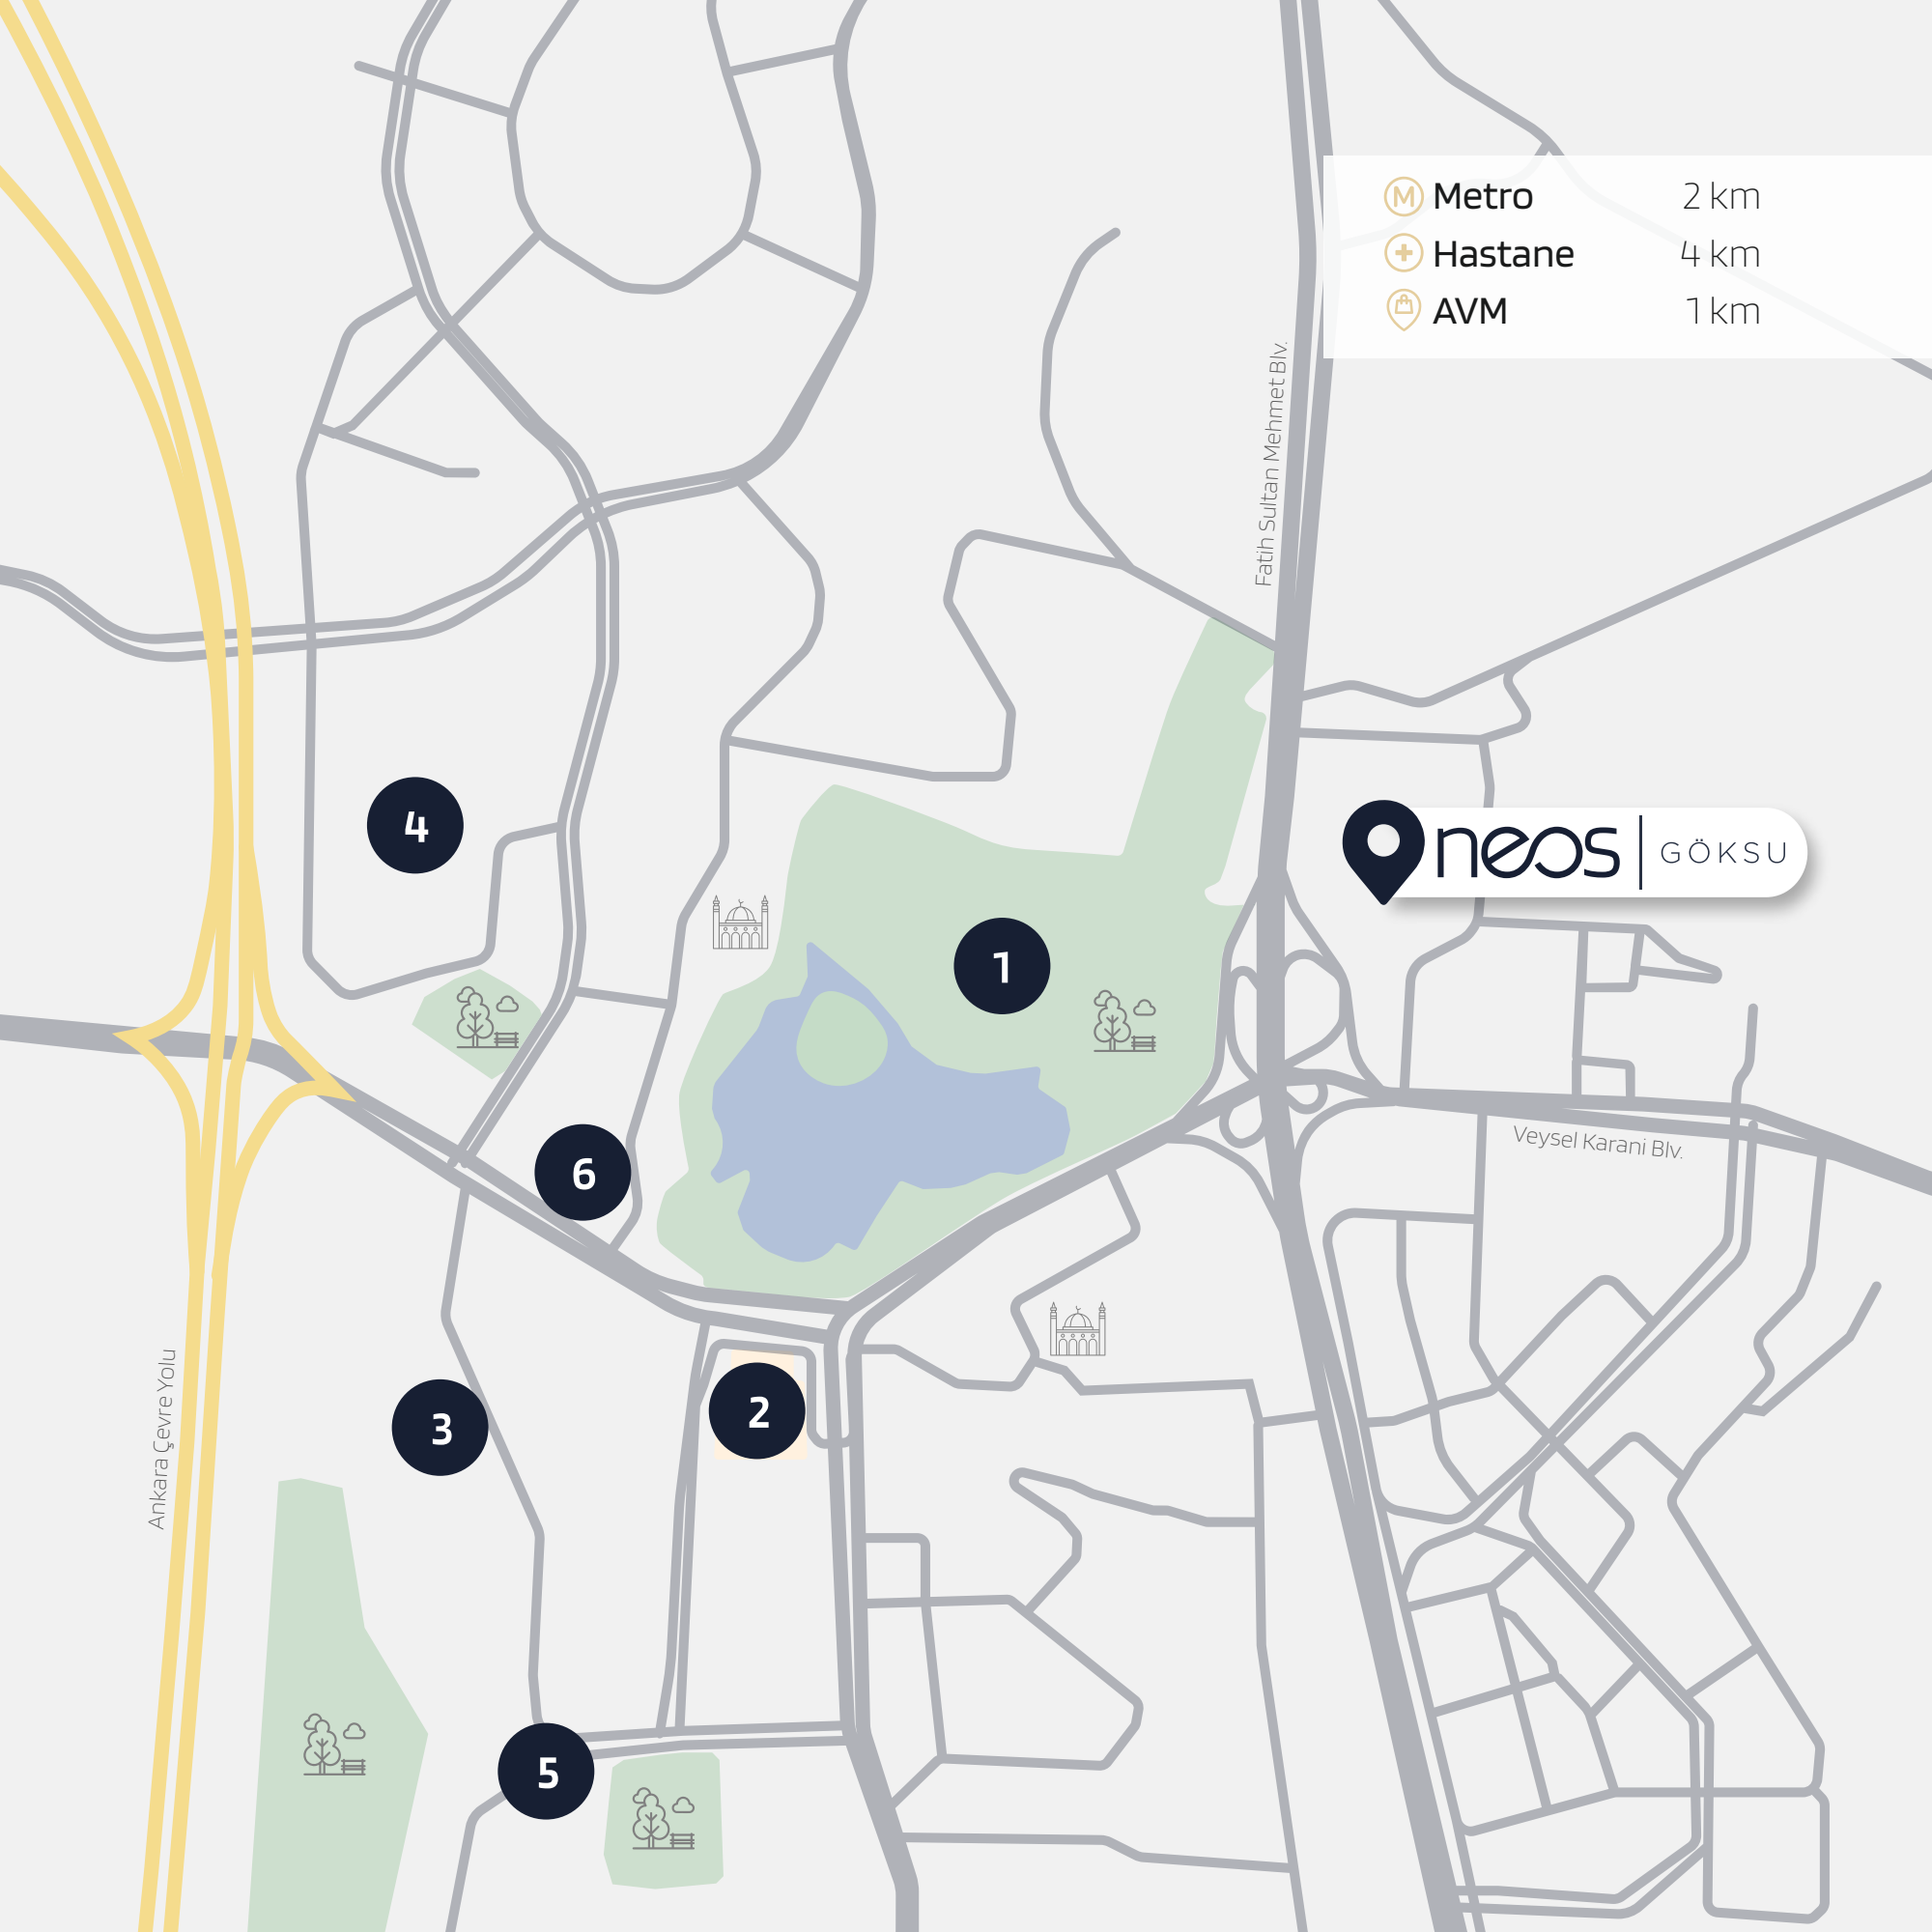 M Metro 2 km
Hastane 4 km
AVM 1 km
Fatih Sultan Mehmet Blv.
4
neos | GÖKSU
1
Veysel Karani Blv.
6
2
3
Ankara Çevre Yolu
5